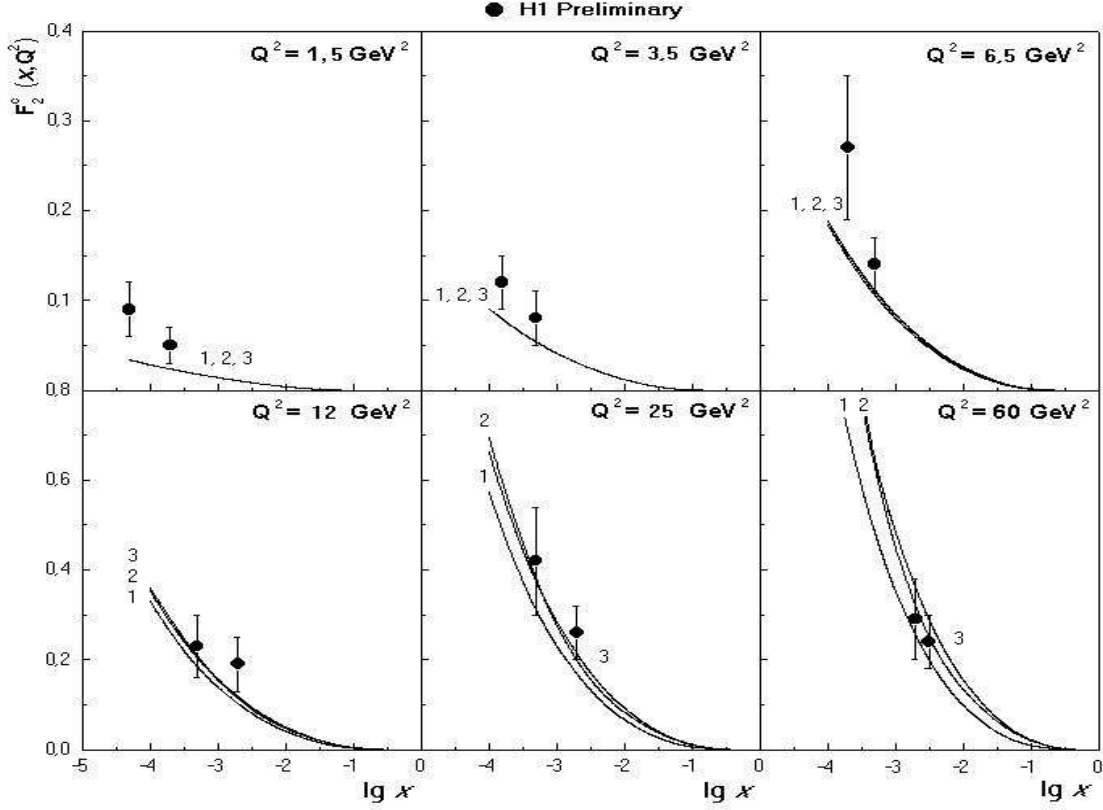 H1 Preliminary
F₂ᶜ (x,Q²)
Q² = 1,5 GeV²
Q² = 3,5 GeV²
Q² = 6,5 GeV²
0,4
0,3
0,2
0,1
0,8
1, 2, 3
1, 2, 3
1, 2, 3
Q² = 12 GeV²
Q² = 25 GeV²
Q² = 60 GeV²
0,6
0,4
0,2
0,0
3
2
1
2
1
3
1 2
3
-5 -4 -3 -2 -1 0 -5 -4 -3 -2 -1 0 -5 -4 -3 -2 -1 0
lg x
lg x
lg x